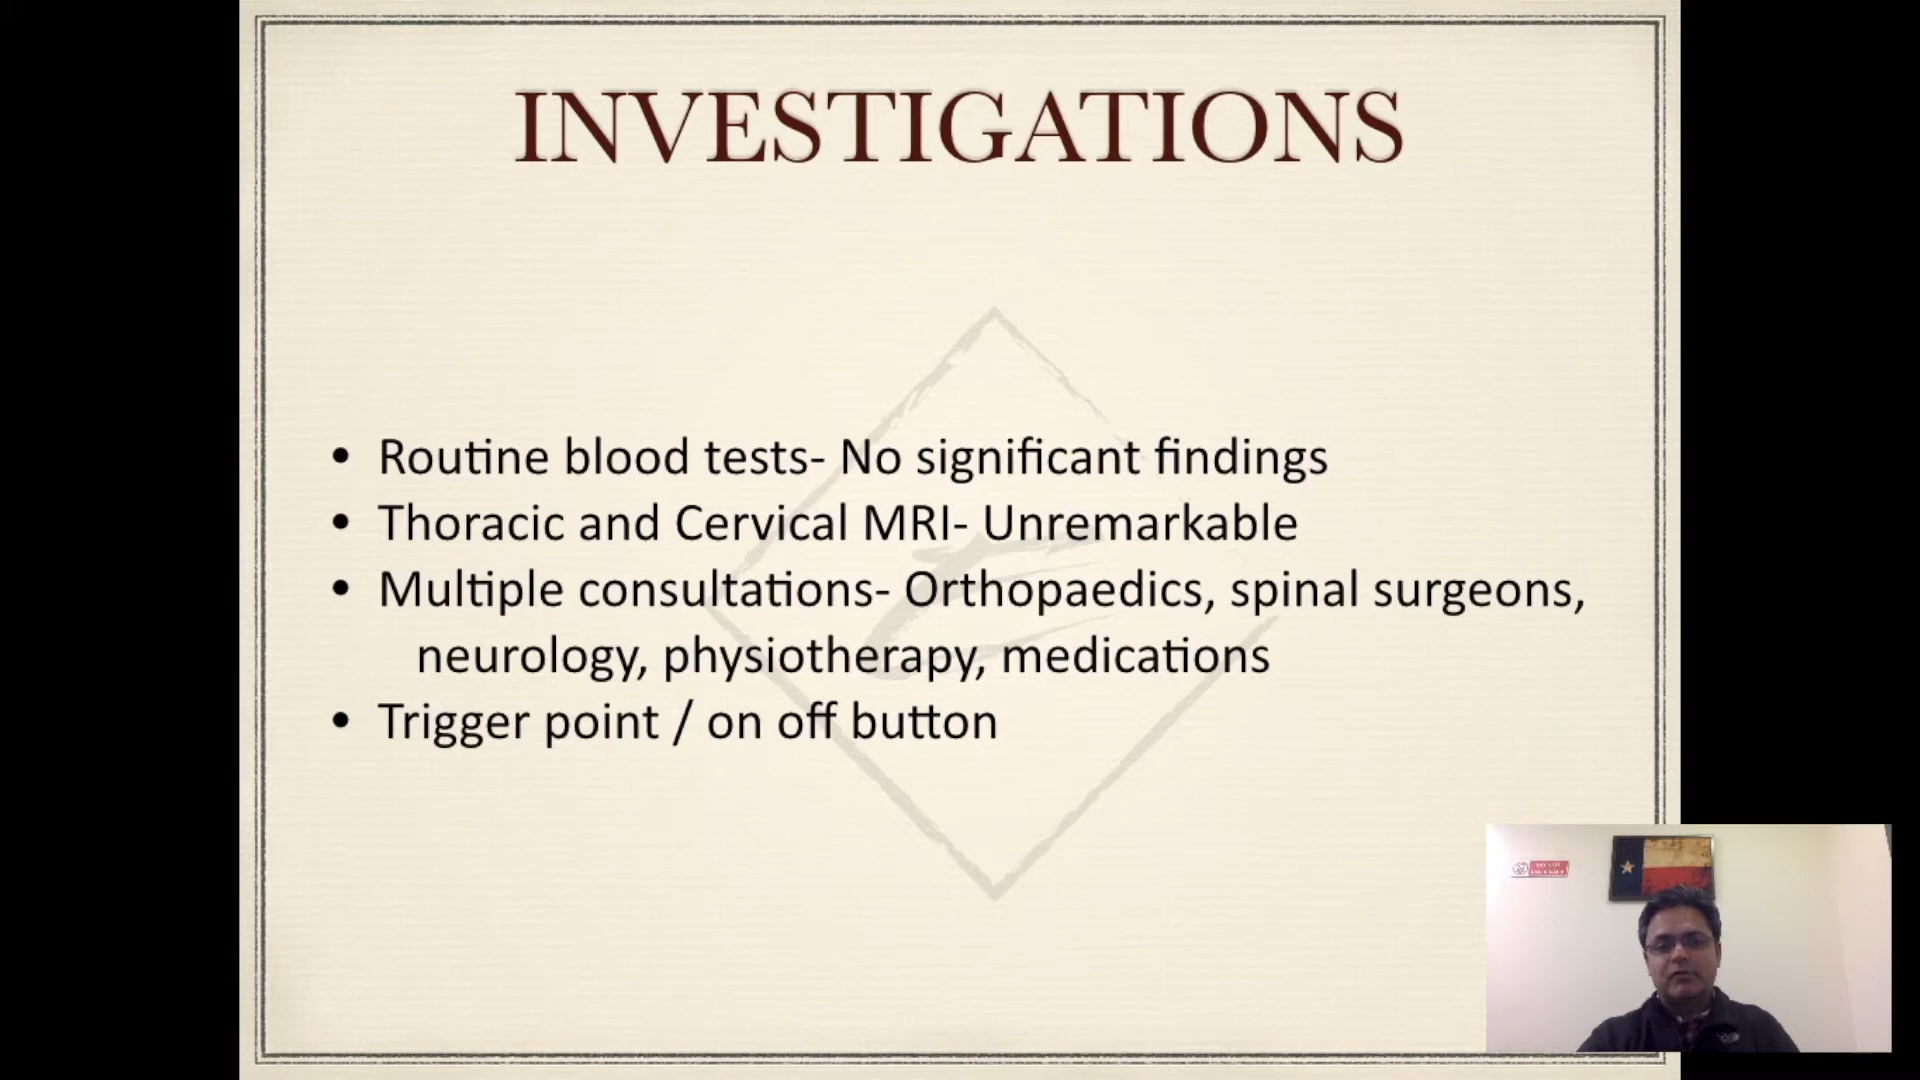 INVESTIGATIONS
• Routine blood tests- No significant findings
• Thoracic and Cervical MRI- Unremarkable
• Multiple consultations- Orthopaedics, spinal surgeons,
neurology, physiotherapy, medications
• Trigger point / on off button